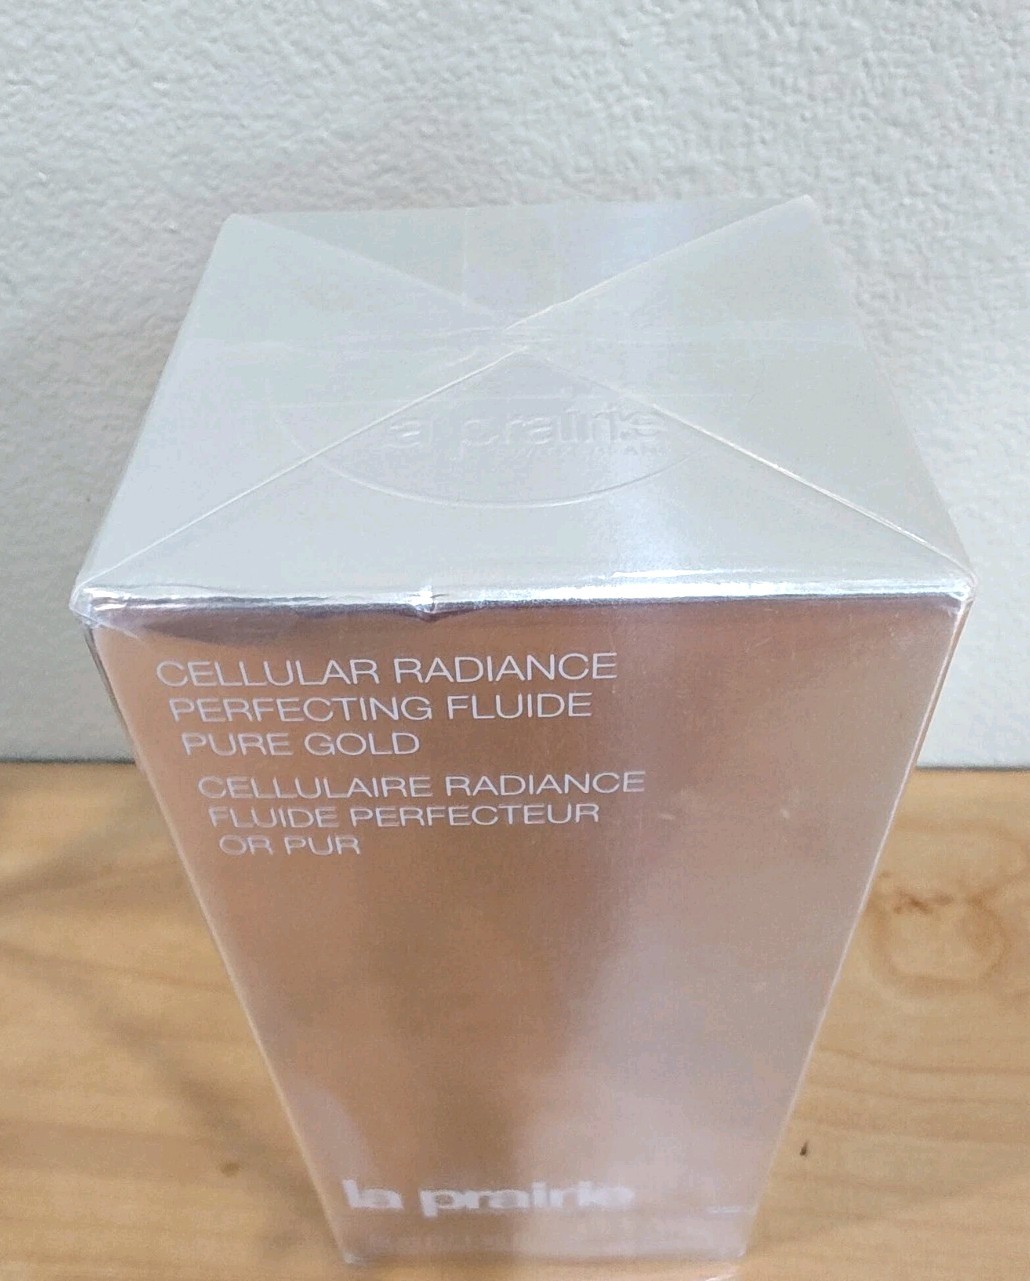 la prairie
CELLULAR RADIANCE
PERFECTING FLUIDE
PURE GOLD
CELLULAIRE RADIANCE
FLUIDE PERFECTEUR
OR PUR
la prairie